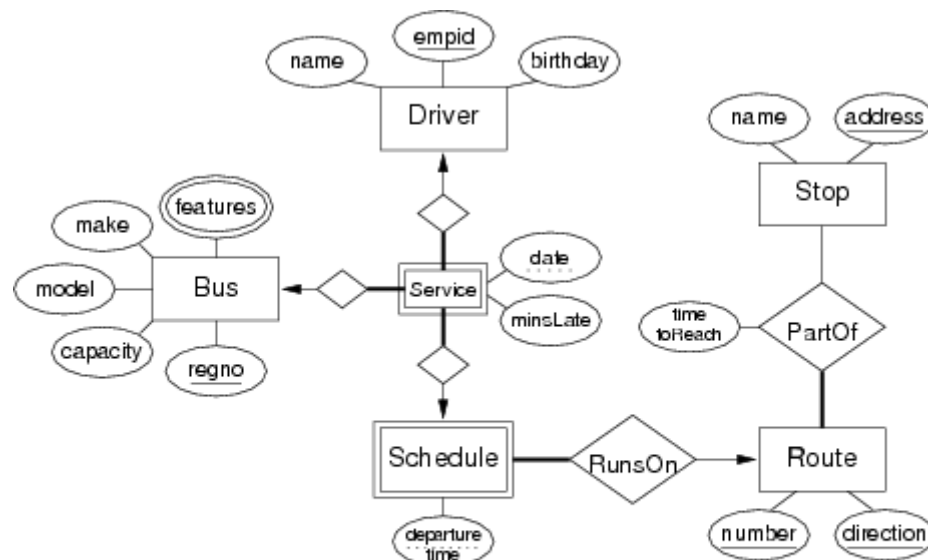 empid
name
birthday
Driver
name
address
Stop
features
make
model
Bus
capacity
regno
Service
date
minsLate
time
toReach
PartOf
Schedule
RunsOn
Route
departure
time
number
direction